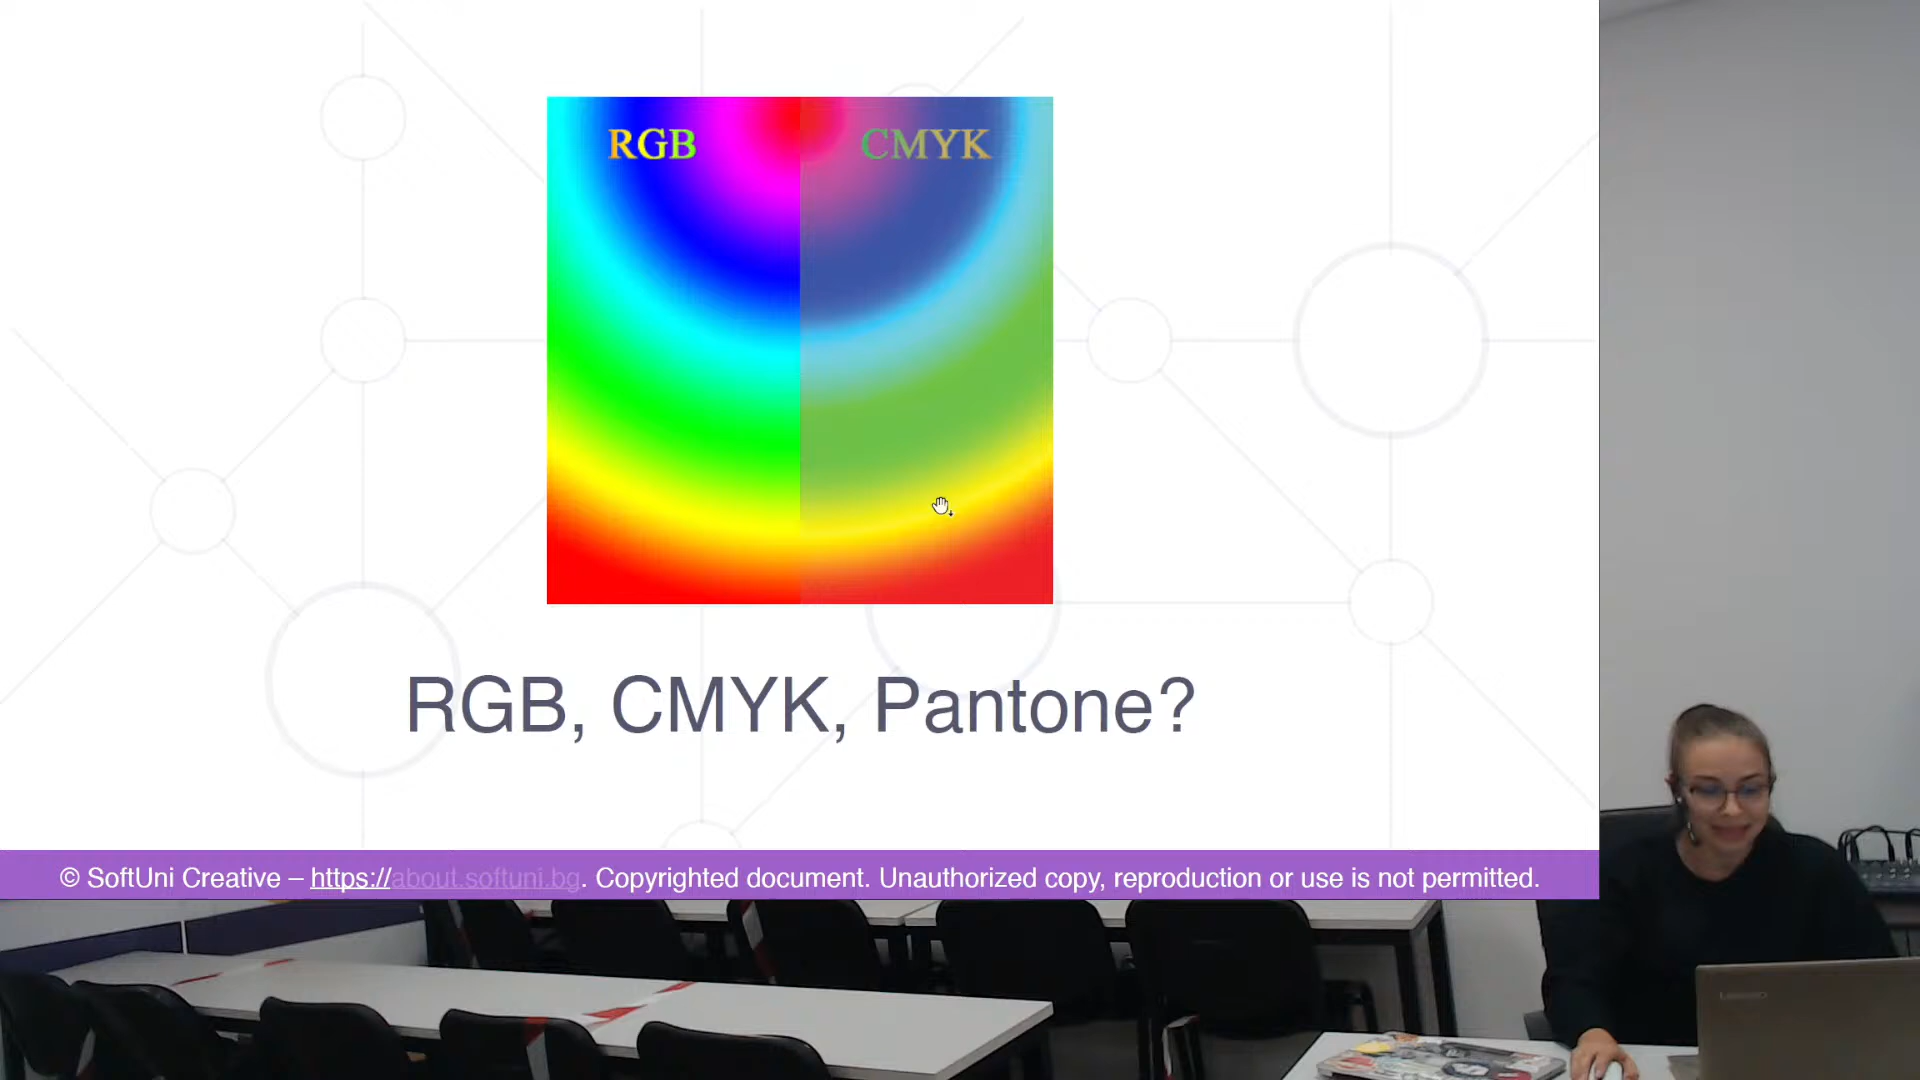 RGB
CMYK
RGB, CMYK, Pantone?
© SoftUni Creative – https://about.softuni.bg. Copyrighted document. Unauthorized copy, reproduction or use is not permitted.
Lenovo